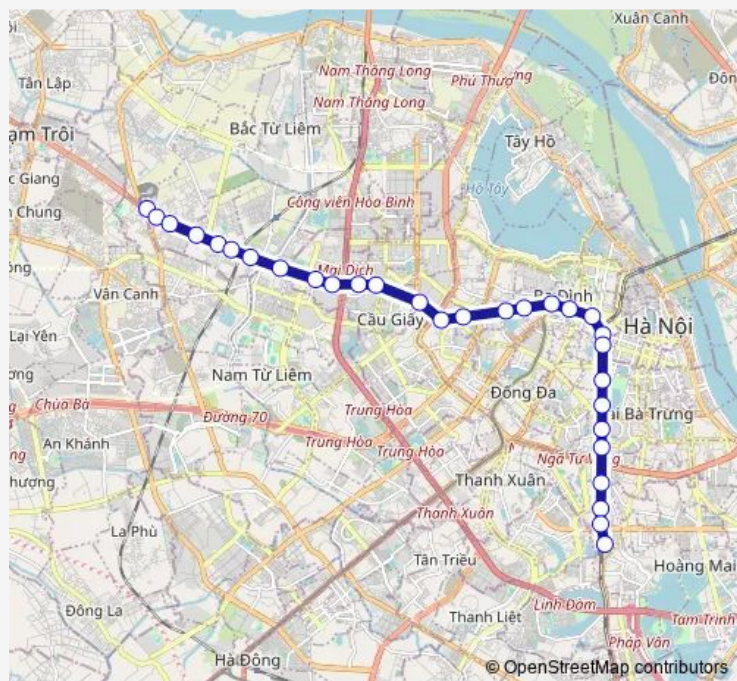 Xuân Canh
Tân Lập
Nam Thăng Long
Phú Thượng
Nam Thăng Long
Bắc Từ Liêm
Tây Hồ
Hồ Tây
Công viên Hòa Bình
Mai Dịch
Vân Canh
Ba Đình
Cầu Giấy
Hà Nội
Lại Yên
Nam Từ Liêm
Đống Đa
Chùa Bà
Đường 70
Trung Hòa
Trung Hòa
Trung Hòa
An Khánh
Thanh Xuân
Thanh Xuân
La Phù
Tân Triều
Hoàng Mai
Đông La
Linh Đàm
Tam Trinh
Thanh Liệt
Pháp Vân
Hà Đông
© OpenStreetMap contributors